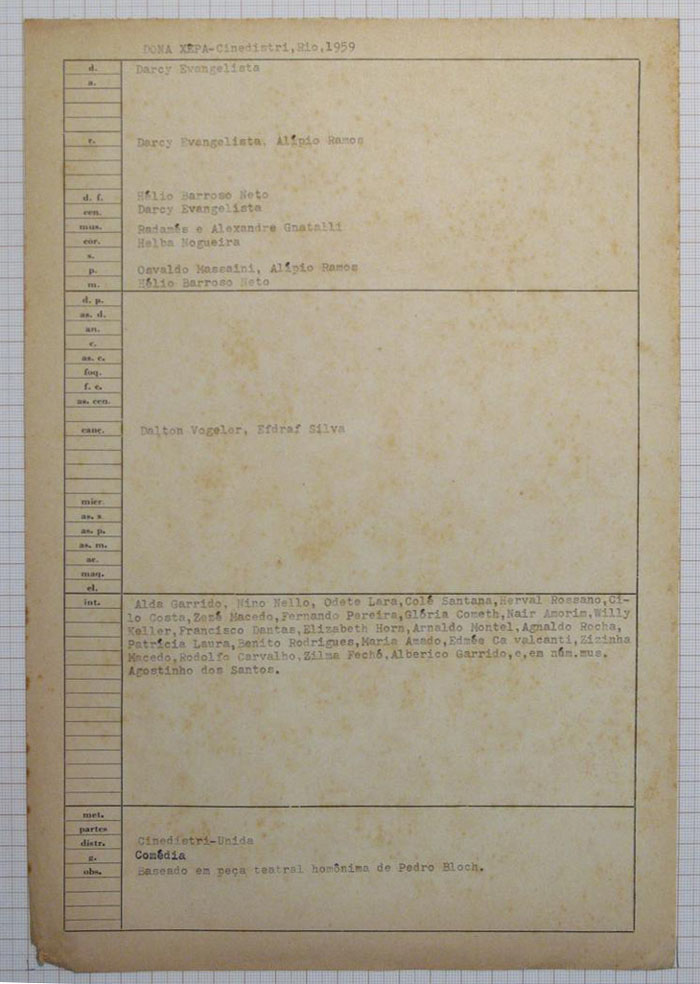 DONA XEPA-Cinedistri,Rio,1959
d. Darcy Evangelista
a.
r. Darcy Evangelista, Alípio Ramos
d. f. Hélio Barroso Neto
cen. Darcy Evangelista
mus. Radamés e Alexandre Gnatalli
cor. Helba Nogueira
s.
p. Osvaldo Massaini, Alípio Ramos
m. Hélio Barroso Neto
d. p.
as. d.
an.
c.
as. c.
foq.
f. c.
as. cen.
canç. Dalton Vogeler, Efdraf Silva
micr.
as. s.
as. p.
as. m.
ac.
maq.
el.
int. Alda Garrido, Nino Nello, Odete Lara,Colé Santana,Herval Rossano,Ci-
lo Costa,Zezé Macedo,Fernando Pereira,Glória Cometh,Nair Amorim,Willy
Keller,Francisco Dantas,Elizabeth Horn,Arnaldo Montel,Agnaldo Rocha,
Patrícia Laura,Benito Rodrigues,Maria Amado,Edmée Ca valcanti,Zizinha
Macedo,Rodolfo Carvalho,Zilma Feché,Alberico Garrido,e,em núm.mus.
Agostinho dos Santos.
met.
partes
distr. Cinedistri-Unida
g. Comédia
obs. Baseado em peça teatral homônima de Pedro Bloch.